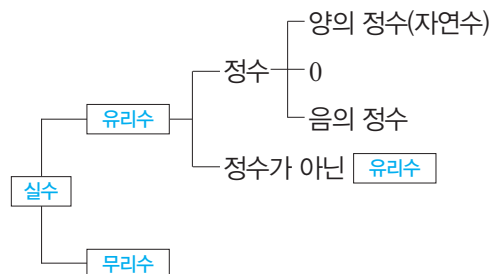 양의 정수(자연수)
정수
0
유리수
음의 정수
정수가 아닌 유리수
실수
무리수